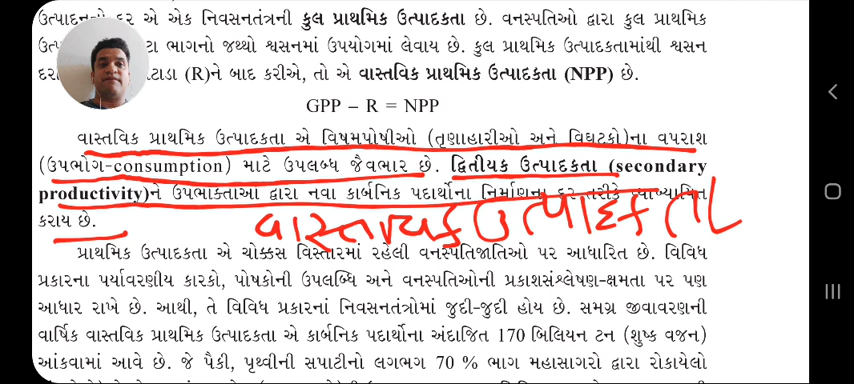 ઉત્પાદનનો દર એ એક નિવસનતંત્રની કુલ પ્રાથમિક ઉત્પાદકતા છે. વનસ્પતિઓ દ્વારા કુલ પ્રાથમિક
ભાગનો જથ્થો શ્વસનમાં ઉપયોગમાં લેવાય છે. કુલ પ્રાથમિક ઉત્પાદકતામાંથી શ્વસન
(R)ને બાદ કરીએ, તો એ વાસ્તવિક પ્રાથમિક ઉત્પાદકતા (NPP) છે.
GPP – R = NPP
વાસ્તવિક પ્રાથમિક ઉત્પાદકતા એ વિષમપોષીઓ (તૃણાહારીઓ અને વિઘટકો)ના વપરાશ
(ઉપભોગ-consumption) માટે ઉપલબ્ધ જૈવભાર છે. દ્વિતીયક ઉત્પાદકતા (secondary
productivity)ને ઉપભોક્તાઓ દ્વારા નવા કાર્બનિક પદાર્થોના નિર્માણના દર તરીકે વ્યાખ્યાયિત
કરાય છે.
ઉત્પાદકતા
પ્રાથમિક ઉત્પાદકતા એ ચોક્કસ વિસ્તારમાં રહેલી વનસ્પતિજાતિઓ પર આધારિત છે. વિવિધ
પ્રકારના પર્યાવરણીય કારકો, પોષકોની ઉપલબ્ધિ અને વનસ્પતિઓની પ્રકાશસંશ્લેષણ-ક્ષમતા પર પણ
આધાર રાખે છે. આથી, તે વિવિધ પ્રકારનાં નિવસનતંત્રોમાં જુદી-જુદી હોય છે. સમગ્ર જીવાવરણની
વાર્ષિક વાસ્તવિક પ્રાથમિક ઉત્પાદકતા એ કાર્બનિક પદાર્થોના અંદાજિત 170 બિલિયન ટન (શુષ્ક વજન)
આંકવામાં આવે છે. જે પૈકી, પૃથ્વીની સપાટીનો લગભગ 70 % ભાગ મહાસાગરો દ્વારા રોકાયેલો